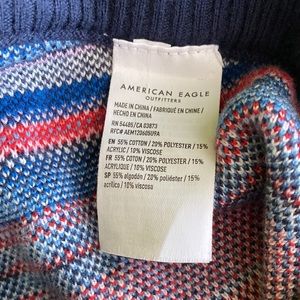 AMERICAN EAGLE
OUTFITTERS
MADE IN CHINA / FABRIQUÉ EN CHINE /
HECHO EN CHINA
RN 54485/CA 03873
RFC# AEM120605U9A
EN 55% COTTON / 20% POLYESTER / 15%
ACRYLIC / 10% VISCOSE
FR 55% COTTON / 20% POLYESTER / 15%
ACRYLIQUE / 10% VISCOSE
SP 55% algodón / 20% poliéster / 15%
acrílico / 10% viscosa